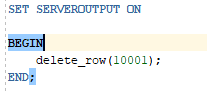 SET SERVEROUTPUT ON
BEGIN
delete_row(10001);
END;